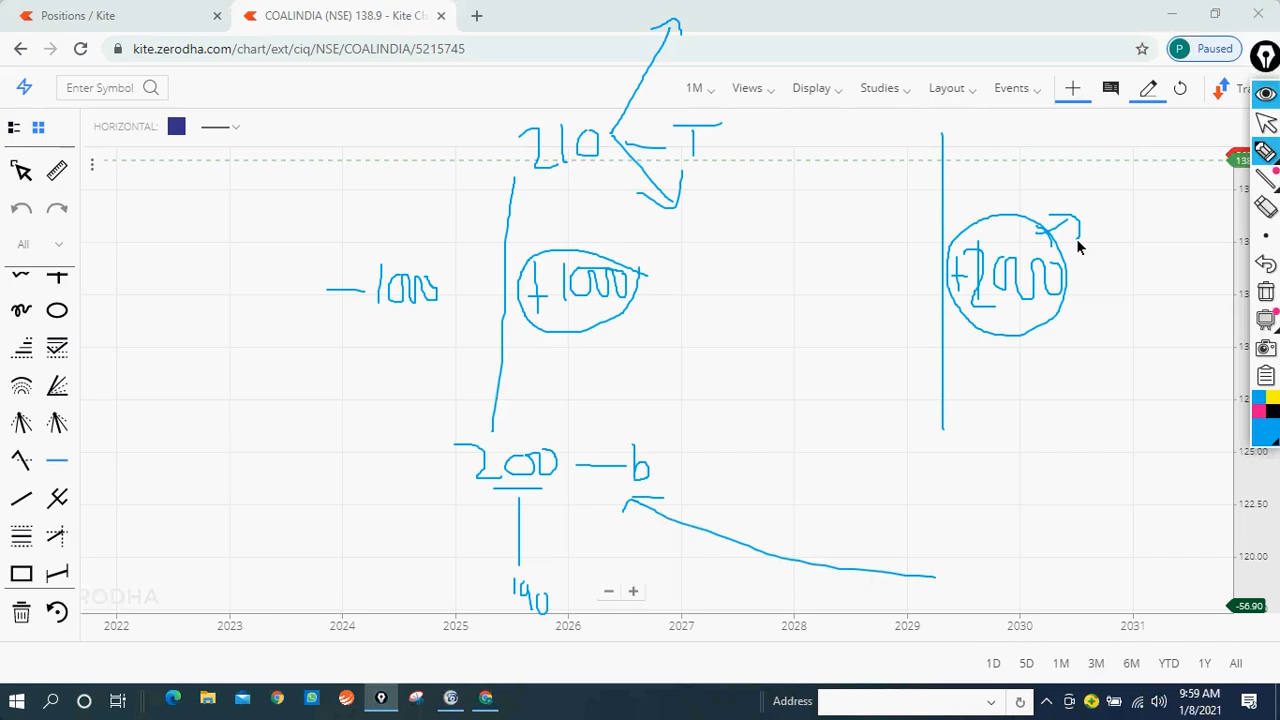 Positions / Kite
COALINDIA (NSE) 138.9 - Kite Ch
kite.zerodha.com/chart/ext/ciq/NSE/COALINDIA/5215745
P Paused
Enter Symbol
1M Views Display Studies Layout Events
HORIZONTAL:
210 — T
All
- 1000 + 1000 + 2000
200 — b
125.00
122.50
120.00
190
-56.90
2022 2023 2024 2025 2026 2027 2028 2029 2030 2031
1D 5D 1M 3M 6M YTD 1Y All
Address
9:59 AM
1/8/2021